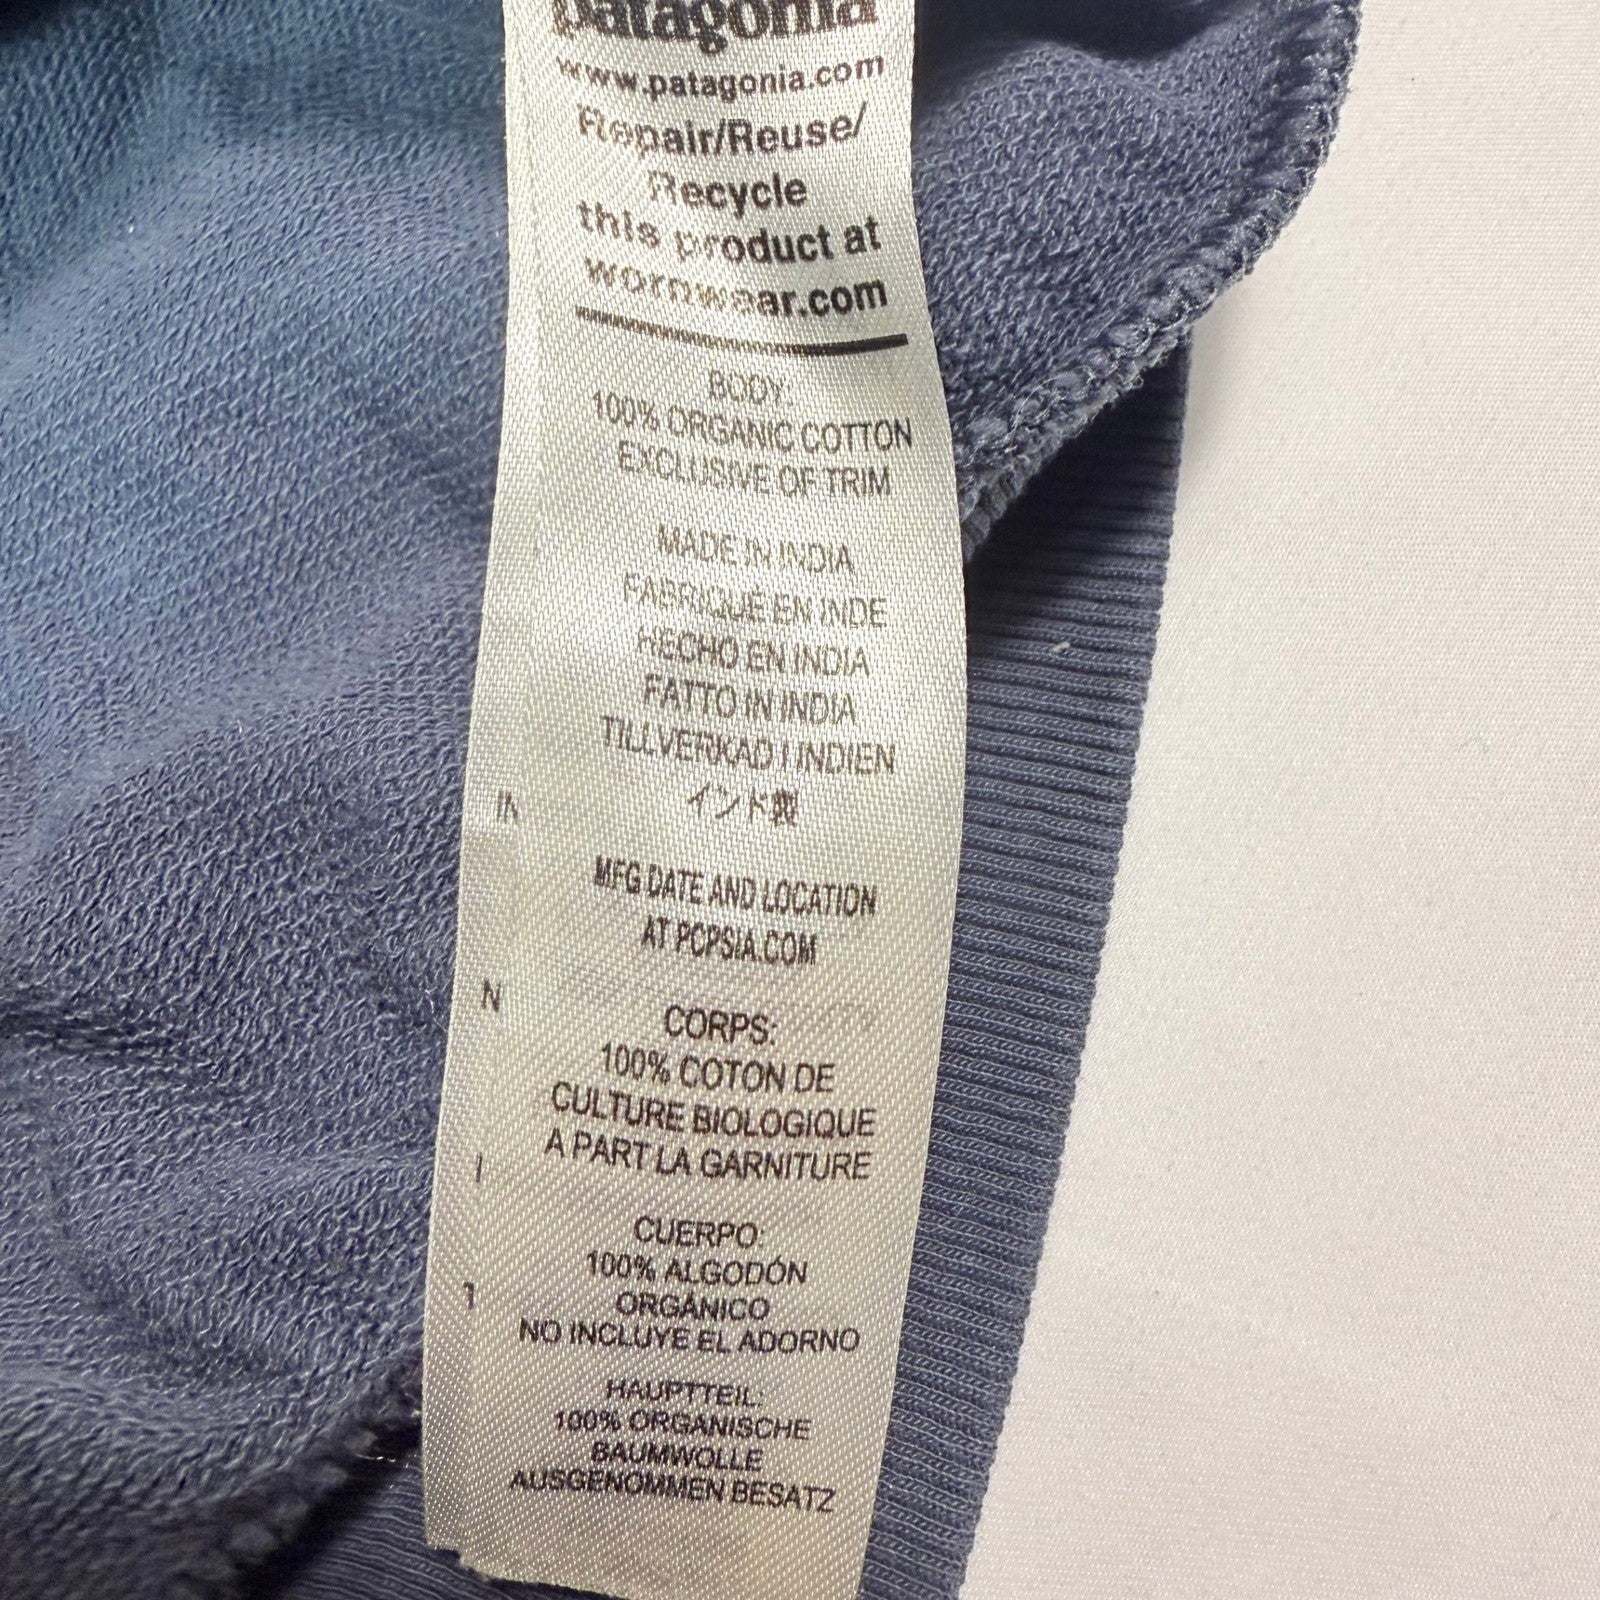 patagonia
www.patagonia.com
Repair/Reuse/
Recycle
this product at
wornwear.com
BODY:
100% ORGANIC COTTON
EXCLUSIVE OF TRIM
MADE IN INDIA
FABRIQUÉ EN INDE
HECHO EN INDIA
FATTO IN INDIA
TILLVERKAD I INDIEN
インド製
MFG DATE AND LOCATION
AT PCPSIA.COM
CORPS:
100% COTON DE
CULTURE BIOLOGIQUE
A PART LA GARNITURE
CUERPO:
100% ALGODÓN
ORGÁNICO
NO INCLUYE EL ADORNO
HAUPTTEIL:
100% ORGANISCHE
BAUMWOLLE
AUSGENOMMEN BESATZ